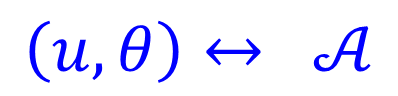 (𝑢, 𝜃) ↔ 𝒜